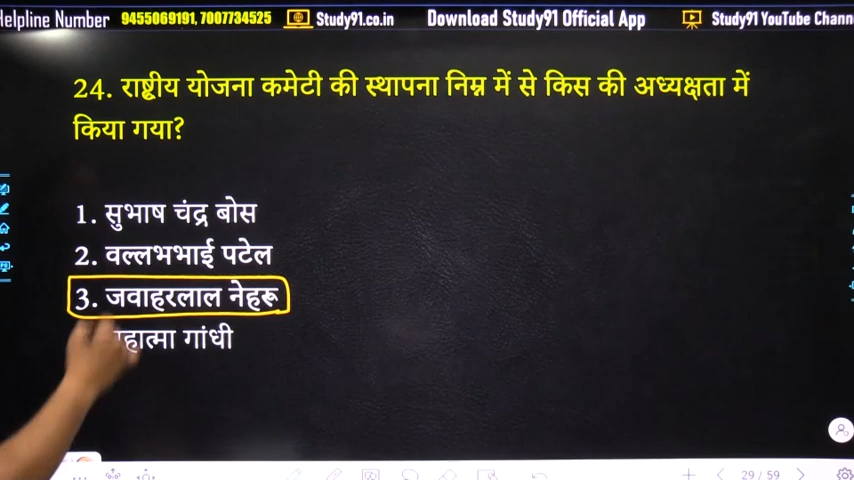 Helpline Number 9455069191, 7007734525 Study91.co.in Download Study91 Official App Study91 YouTube Chann
24. राष्ट्रीय योजना कमेटी की स्थापना निम्न में से किस की अध्यक्षता में
किया गया?
1. सुभाष चंद्र बोस
2. वल्लभभाई पटेल
3. जवाहरलाल नेहरू
गांधी
29 / 59